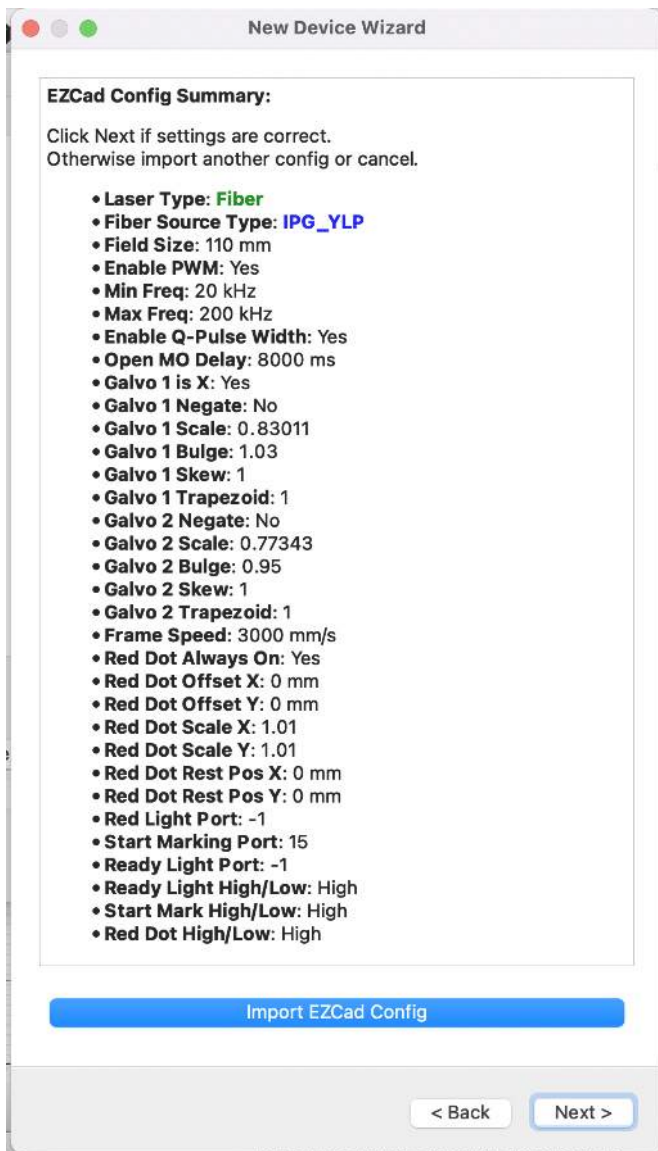 New Device Wizard
EZCad Config Summary:
Click Next if settings are correct.
Otherwise import another config or cancel.
• Laser Type: Fiber
• Fiber Source Type: IPG_YLP
• Field Size: 110 mm
• Enable PWM: Yes
• Min Freq: 20 kHz
• Max Freq: 200 kHz
• Enable Q-Pulse Width: Yes
• Open MO Delay: 8000 ms
• Galvo 1 is X: Yes
• Galvo 1 Negate: No
• Galvo 1 Scale: 0.83011
• Galvo 1 Bulge: 1.03
• Galvo 1 Skew: 1
• Galvo 1 Trapezoid: 1
• Galvo 2 Negate: No
• Galvo 2 Scale: 0.77343
• Galvo 2 Bulge: 0.95
• Galvo 2 Skew: 1
• Galvo 2 Trapezoid: 1
• Frame Speed: 3000 mm/s
• Red Dot Always On: Yes
• Red Dot Offset X: 0 mm
• Red Dot Offset Y: 0 mm
• Red Dot Scale X: 1.01
• Red Dot Scale Y: 1.01
• Red Dot Rest Pos X: 0 mm
• Red Dot Rest Pos Y: 0 mm
• Red Light Port: -1
• Start Marking Port: 15
• Ready Light Port: -1
• Ready Light High/Low: High
• Start Mark High/Low: High
• Red Dot High/Low: High
Import EZCad Config
< Back
Next >